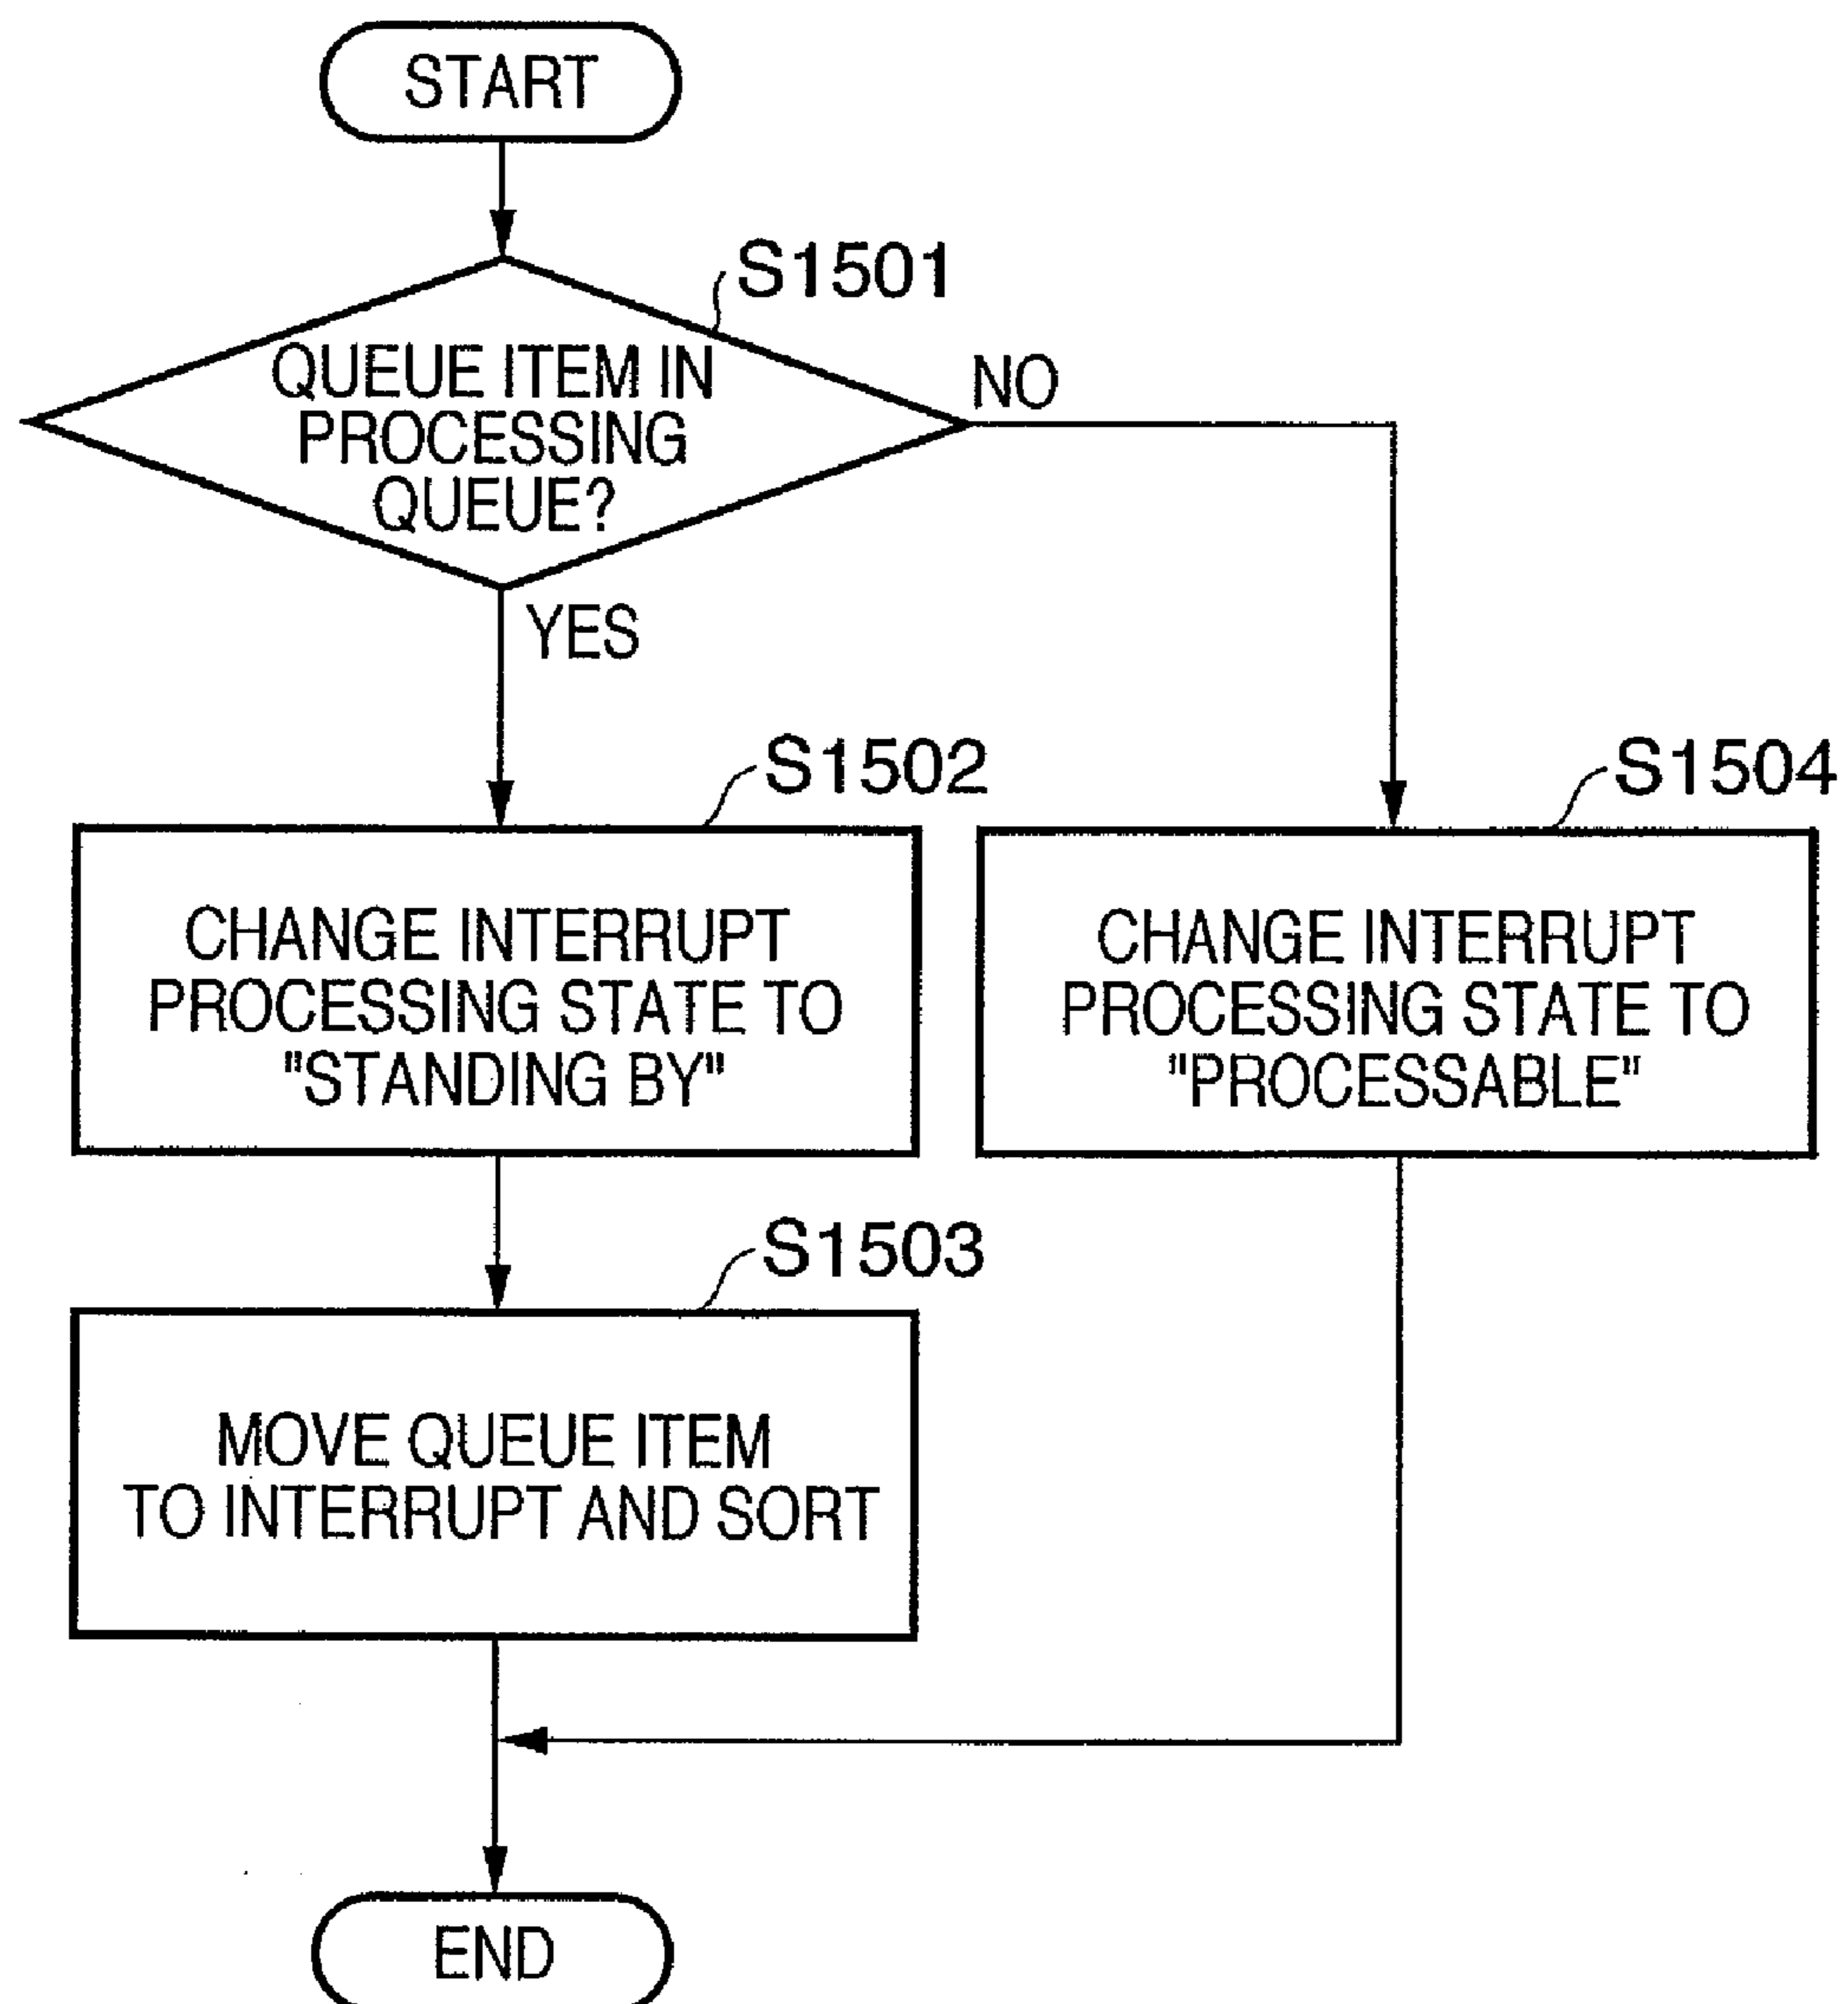 START
S1501
QUEUE ITEM IN
PROCESSING
QUEUE?
NO
YES
S1502
CHANGE INTERRUPT
PROCESSING STATE TO
"STANDING BY"
S1504
CHANGE INTERRUPT
PROCESSING STATE TO
"PROCESSABLE"
S1503
MOVE QUEUE ITEM
TO INTERRUPT AND SORT
END